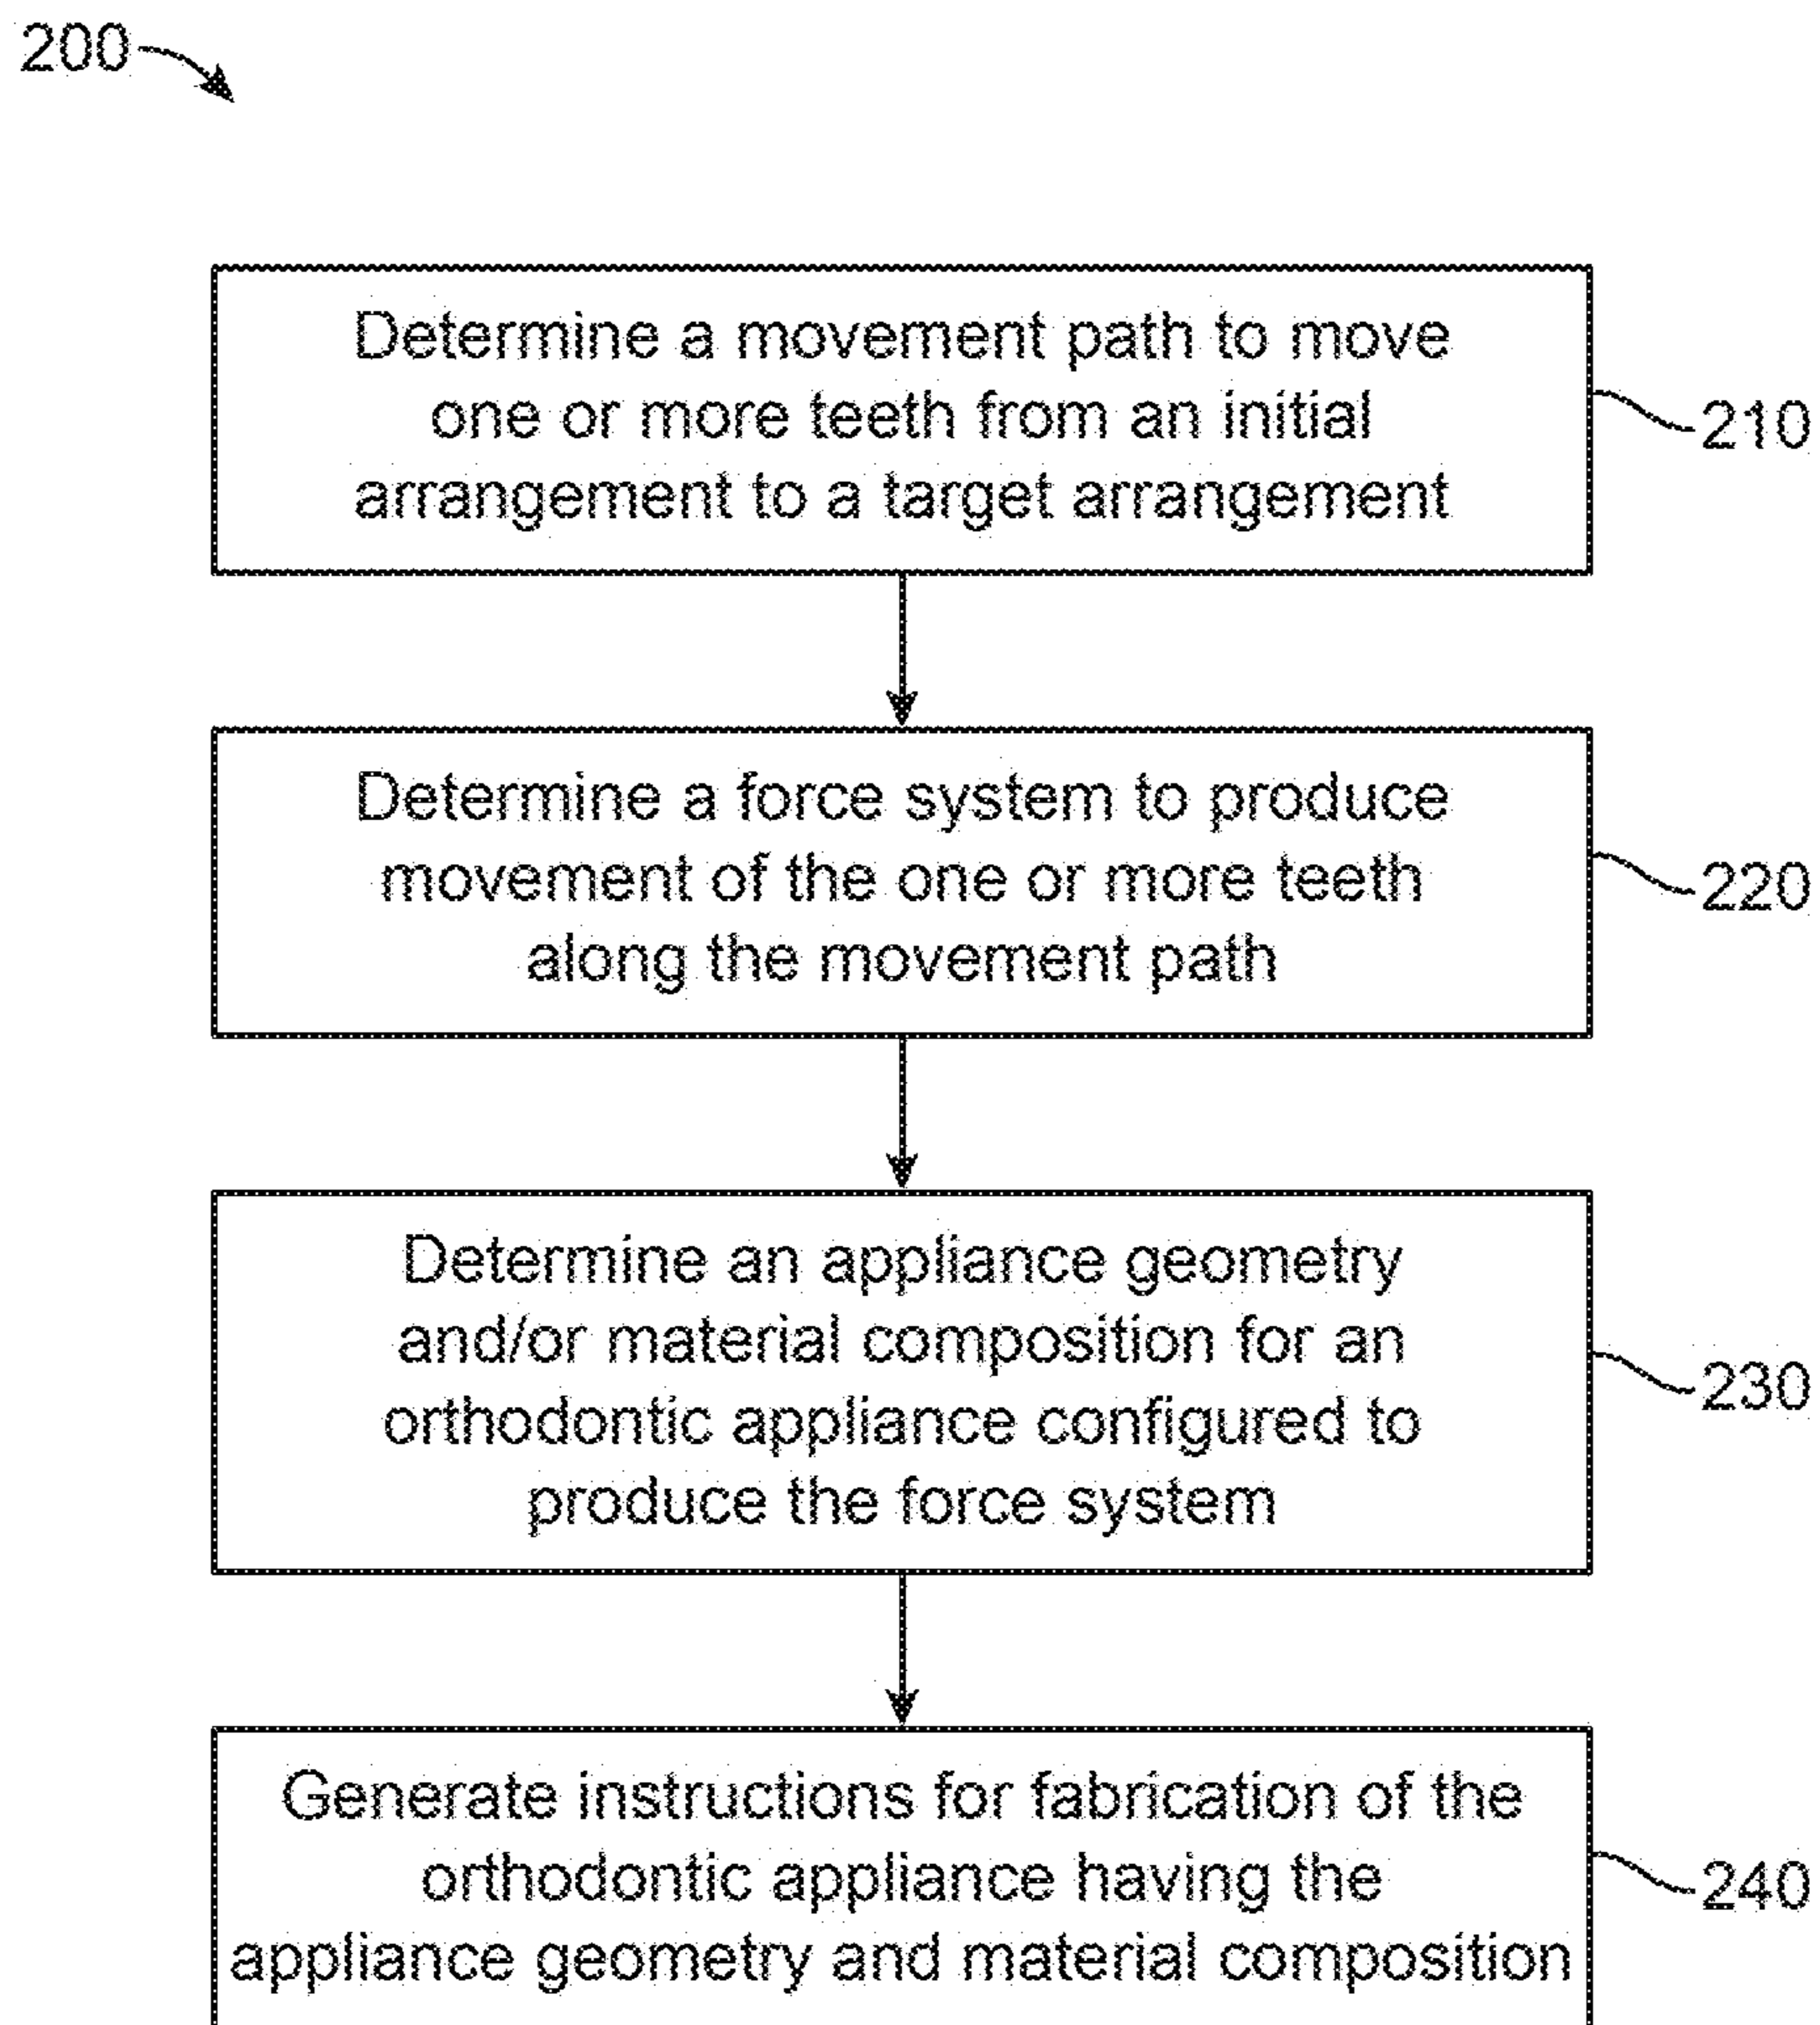 200
Determine a movement path to move
one or more teeth from an initial
arrangement to a target arrangement
210
Determine a force system to produce
movement of the one or more teeth
along the movement path
220
Determine an appliance geometry
and/or material composition for an
orthodontic appliance configured to
produce the force system
230
Generate instructions for fabrication of the
orthodontic appliance having the
appliance geometry and material composition
240